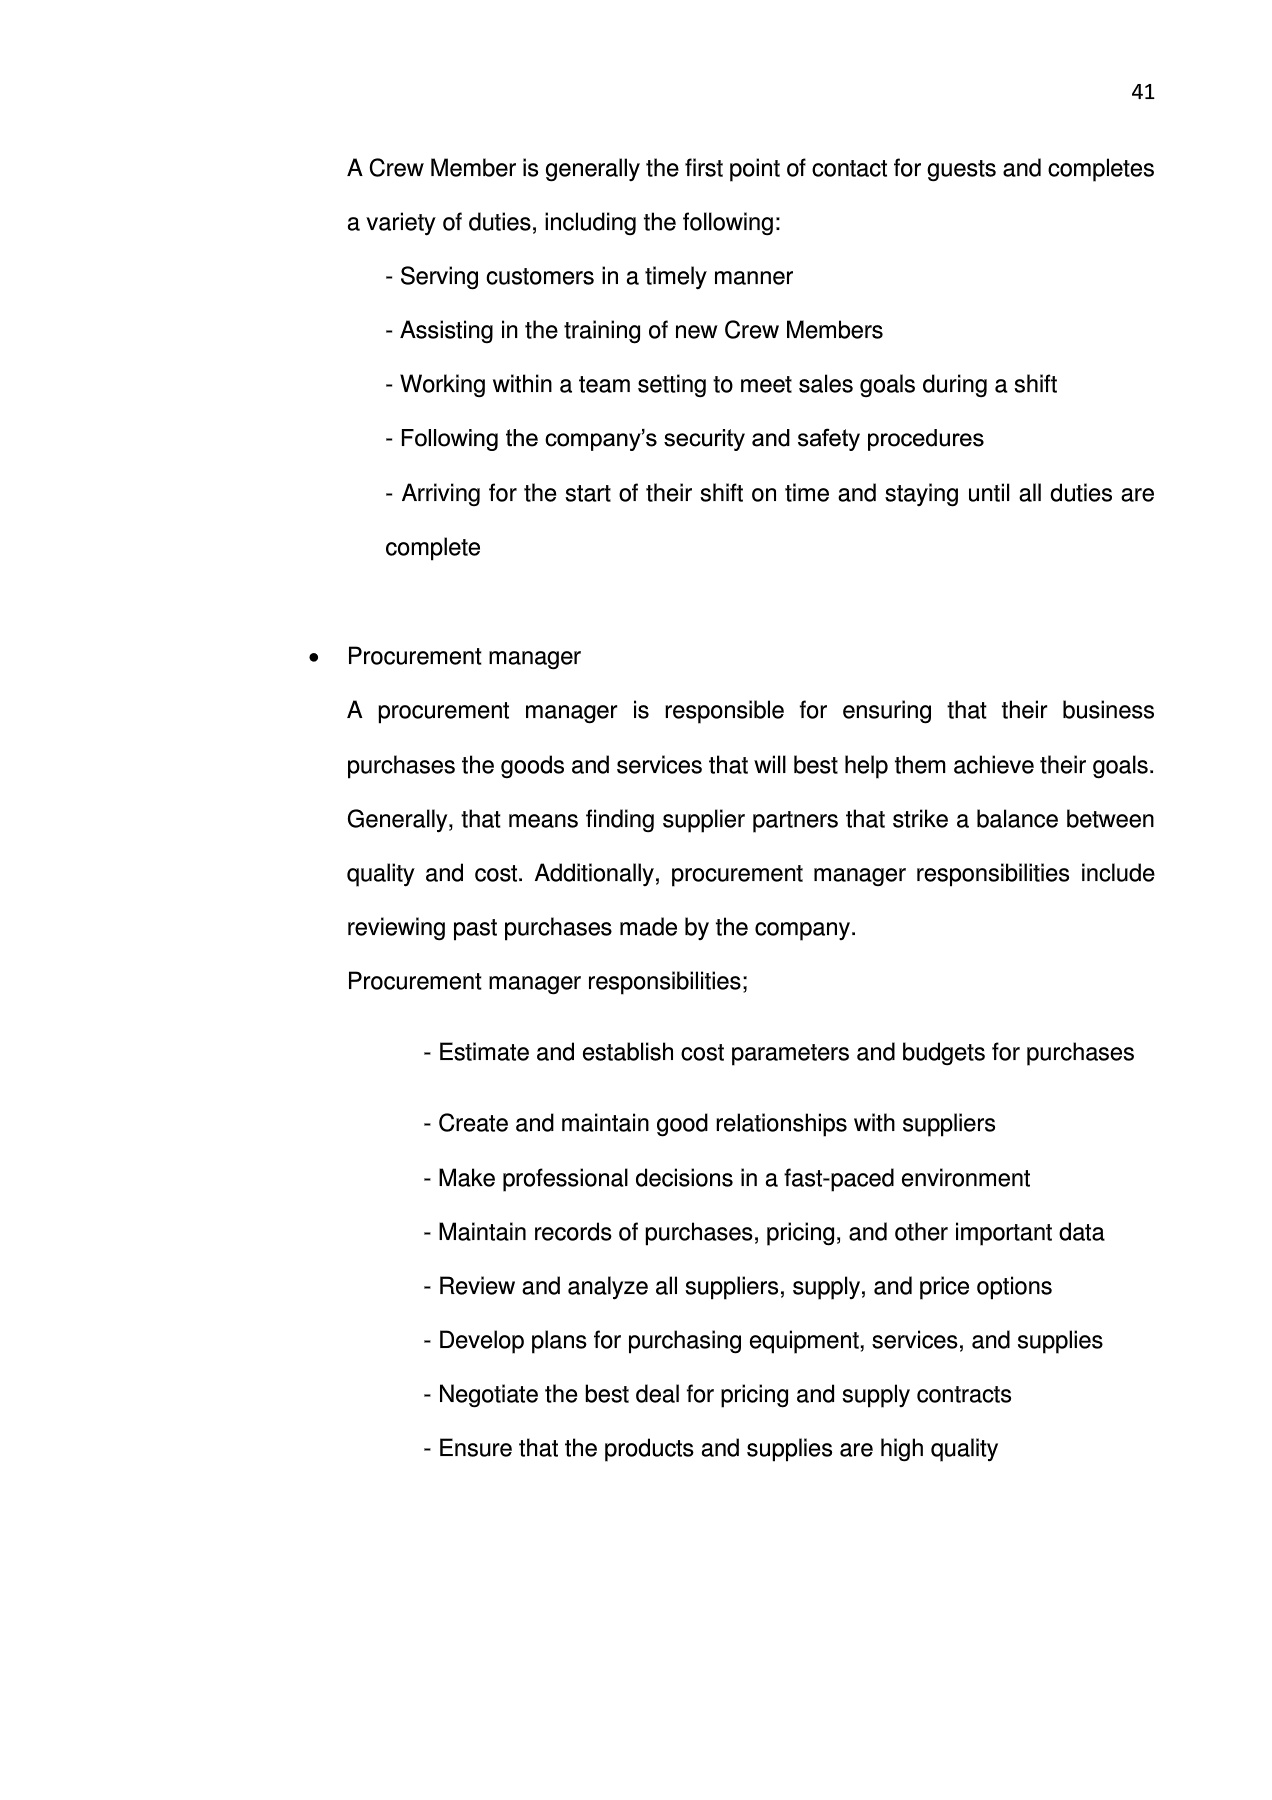 41
A Crew Member is generally the first point of contact for guests and completes
a variety of duties, including the following:
- Serving customers in a timely manner
- Assisting in the training of new Crew Members
- Working within a team setting to meet sales goals during a shift
- Following the company’s security and safety procedures
- Arriving for the start of their shift on time and staying until all duties are
complete
• Procurement manager
A procurement manager is responsible for ensuring that their business
purchases the goods and services that will best help them achieve their goals.
Generally, that means finding supplier partners that strike a balance between
quality and cost. Additionally, procurement manager responsibilities include
reviewing past purchases made by the company.
Procurement manager responsibilities;
- Estimate and establish cost parameters and budgets for purchases
- Create and maintain good relationships with suppliers
- Make professional decisions in a fast-paced environment
- Maintain records of purchases, pricing, and other important data
- Review and analyze all suppliers, supply, and price options
- Develop plans for purchasing equipment, services, and supplies
- Negotiate the best deal for pricing and supply contracts
- Ensure that the products and supplies are high quality